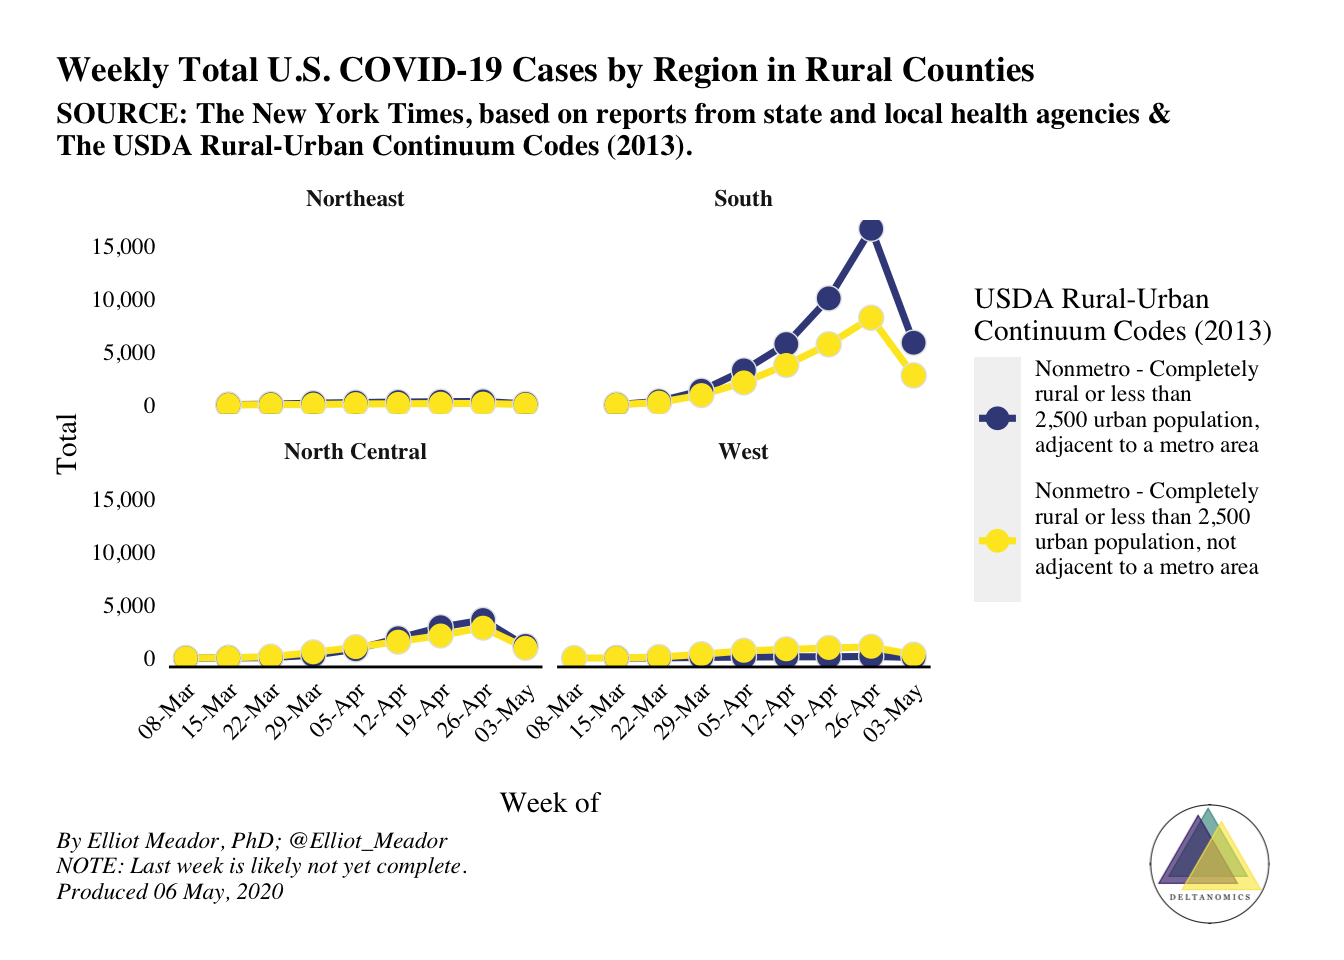 Weekly Total U.S. COVID-19 Cases by Region in Rural Counties
SOURCE: The New York Times, based on reports from state and local health agencies &
The USDA Rural-Urban Continuum Codes (2013).
Northeast
South
15,000
10,000
5,000
0
North Central
West
15,000
10,000
5,000
0
Total
08-Mar
15-Mar
22-Mar
29-Mar
05-Apr
12-Apr
19-Apr
26-Apr
03-May
08-Mar
15-Mar
22-Mar
29-Mar
05-Apr
12-Apr
19-Apr
26-Apr
03-May
Week of
USDA Rural-Urban
Continuum Codes (2013)
Nonmetro - Completely
rural or less than
2,500 urban population,
adjacent to a metro area
Nonmetro - Completely
rural or less than 2,500
urban population, not
adjacent to a metro area
By Elliot Meador, PhD; @Elliot_Meador
NOTE: Last week is likely not yet complete.
Produced 06 May, 2020
DELTANOMICS